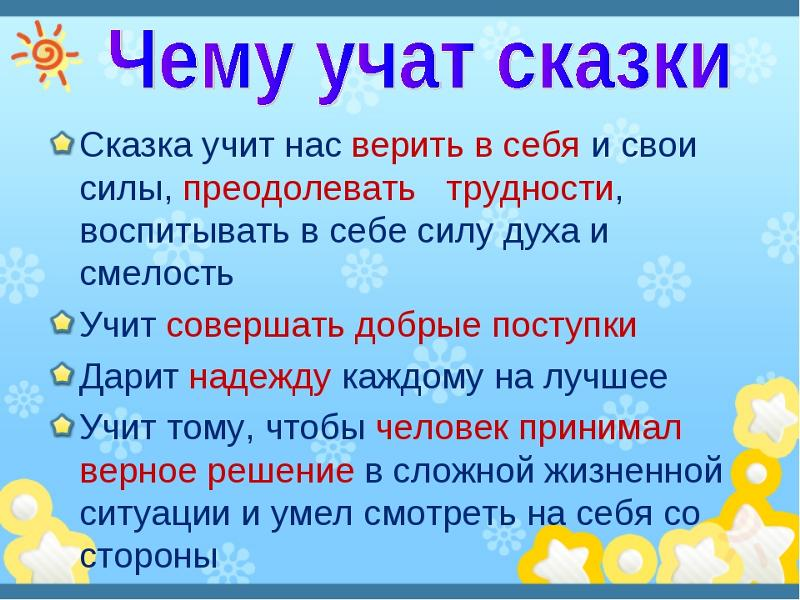 Чему учат сказки
Сказка учит нас верить в себя и свои
силы, преодолевать трудности,
воспитывать в себе силу духа и
смелость
Учит совершать добрые поступки
Дарит надежду каждому на лучшее
Учит тому, чтобы человек принимал
верное решение в сложной жизненной
ситуации и умел смотреть на себя со
стороны